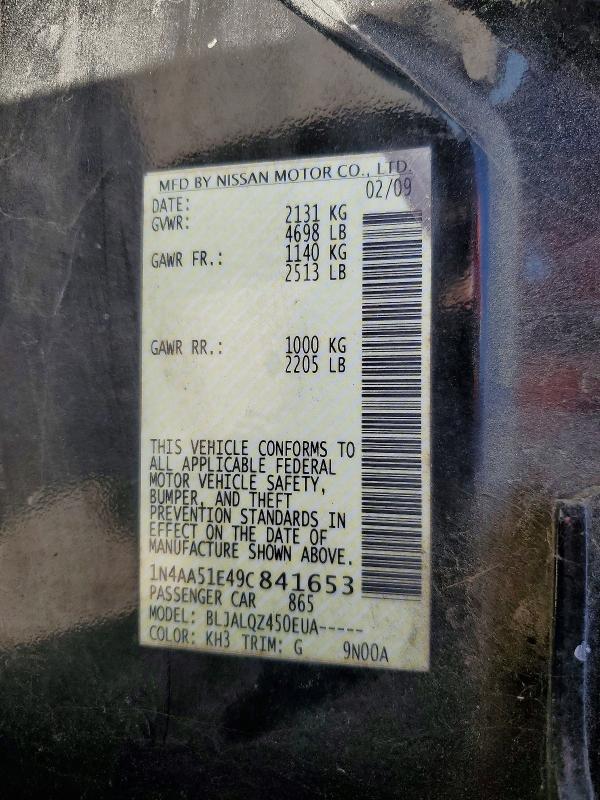 MFD BY NISSAN MOTOR CO., LTD.
DATE: 02/09
GVWR: 2131 KG
4698 LB
GAWR FR.: 1140 KG
2513 LB
GAWR RR.: 1000 KG
2205 LB
THIS VEHICLE CONFORMS TO
ALL APPLICABLE FEDERAL
MOTOR VEHICLE SAFETY,
BUMPER, AND THEFT
PREVENTION STANDARDS IN
EFFECT ON THE DATE OF
MANUFACTURE SHOWN ABOVE.
1N4AA51E49C841653
PASSENGER CAR 865
MODEL: BLJALQZ450EUA-----
COLOR: KH3 TRIM: G 9N00A